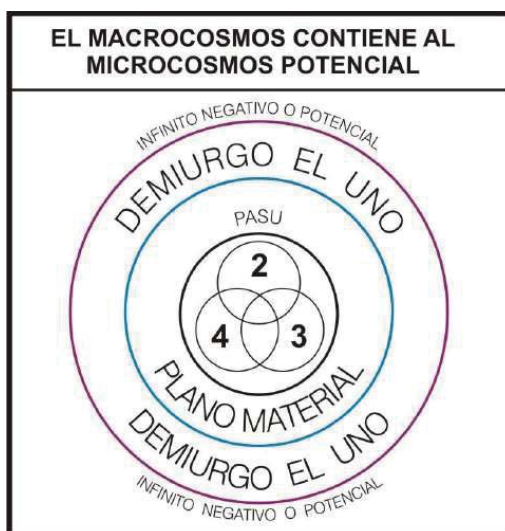 EL MACROCOSMOS CONTIENE AL
MICROCOSMOS POTENCIAL
INFINITO NEGATIVO O POTENCIAL
DEMIURGO EL UNO
PASU
2
4 3
PLANO MATERIAL
DEMIURGO EL UNO
INFINITO NEGATIVO O POTENCIAL